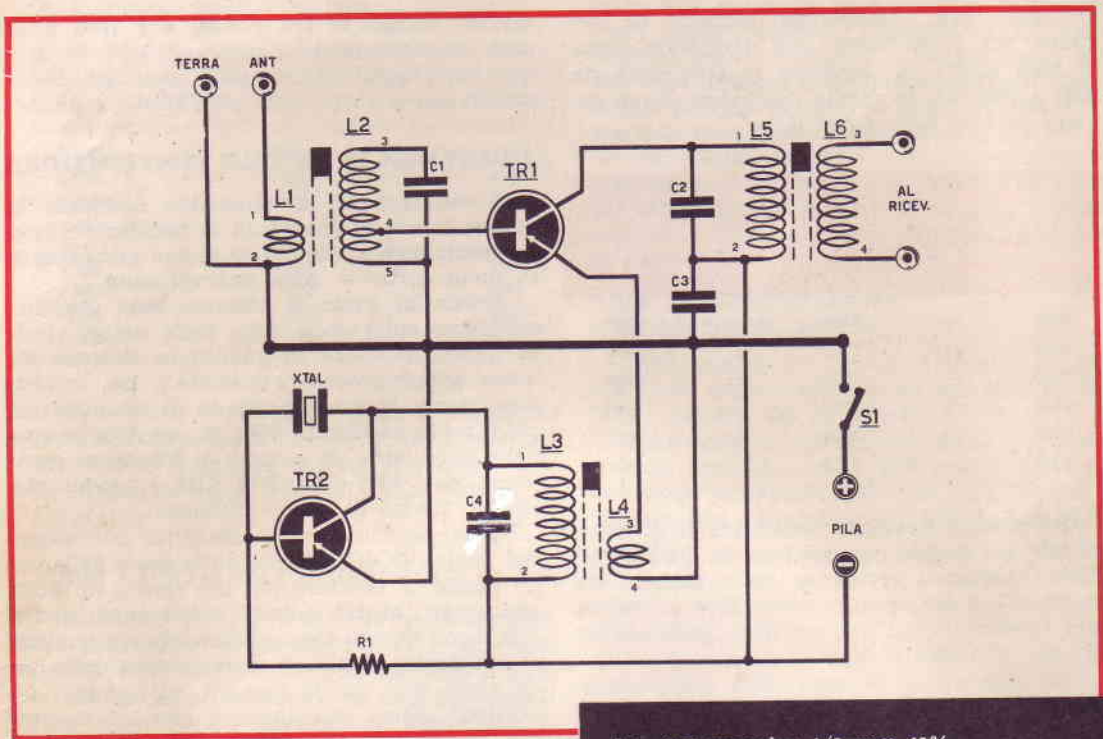 TERRA ANT
L1
1
2
L2
3
4
5
C1
TR1
C2
C3
L5
1
2
L6
3
4
AL
RICEV.
XTAL
TR2
C4
L3
1
2
L4
3
4
S1
+
PILA
-
R1